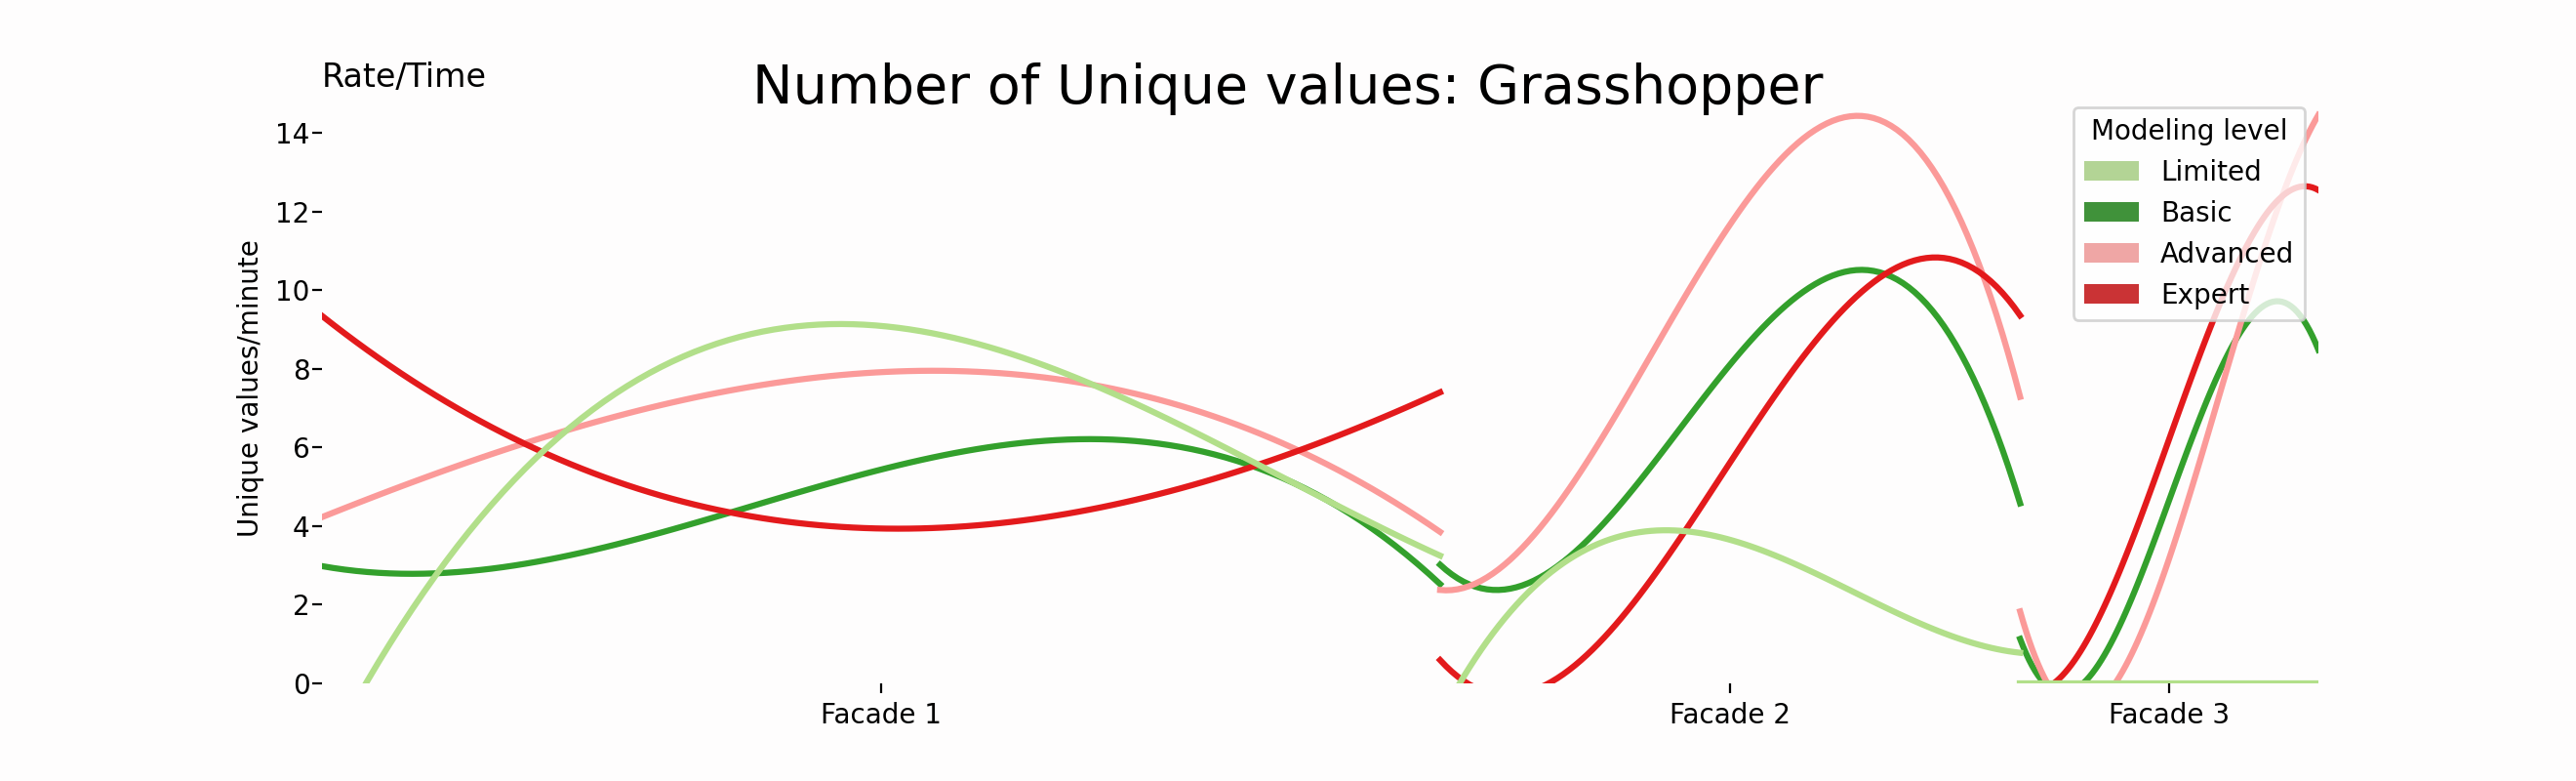 Rate/Time
Number of Unique values: Grasshopper
Unique values/minute
14
12
10
8
6
4
2
0
Modeling level
Limited
Basic
Advanced
Expert
Facade 1
Facade 2
Facade 3